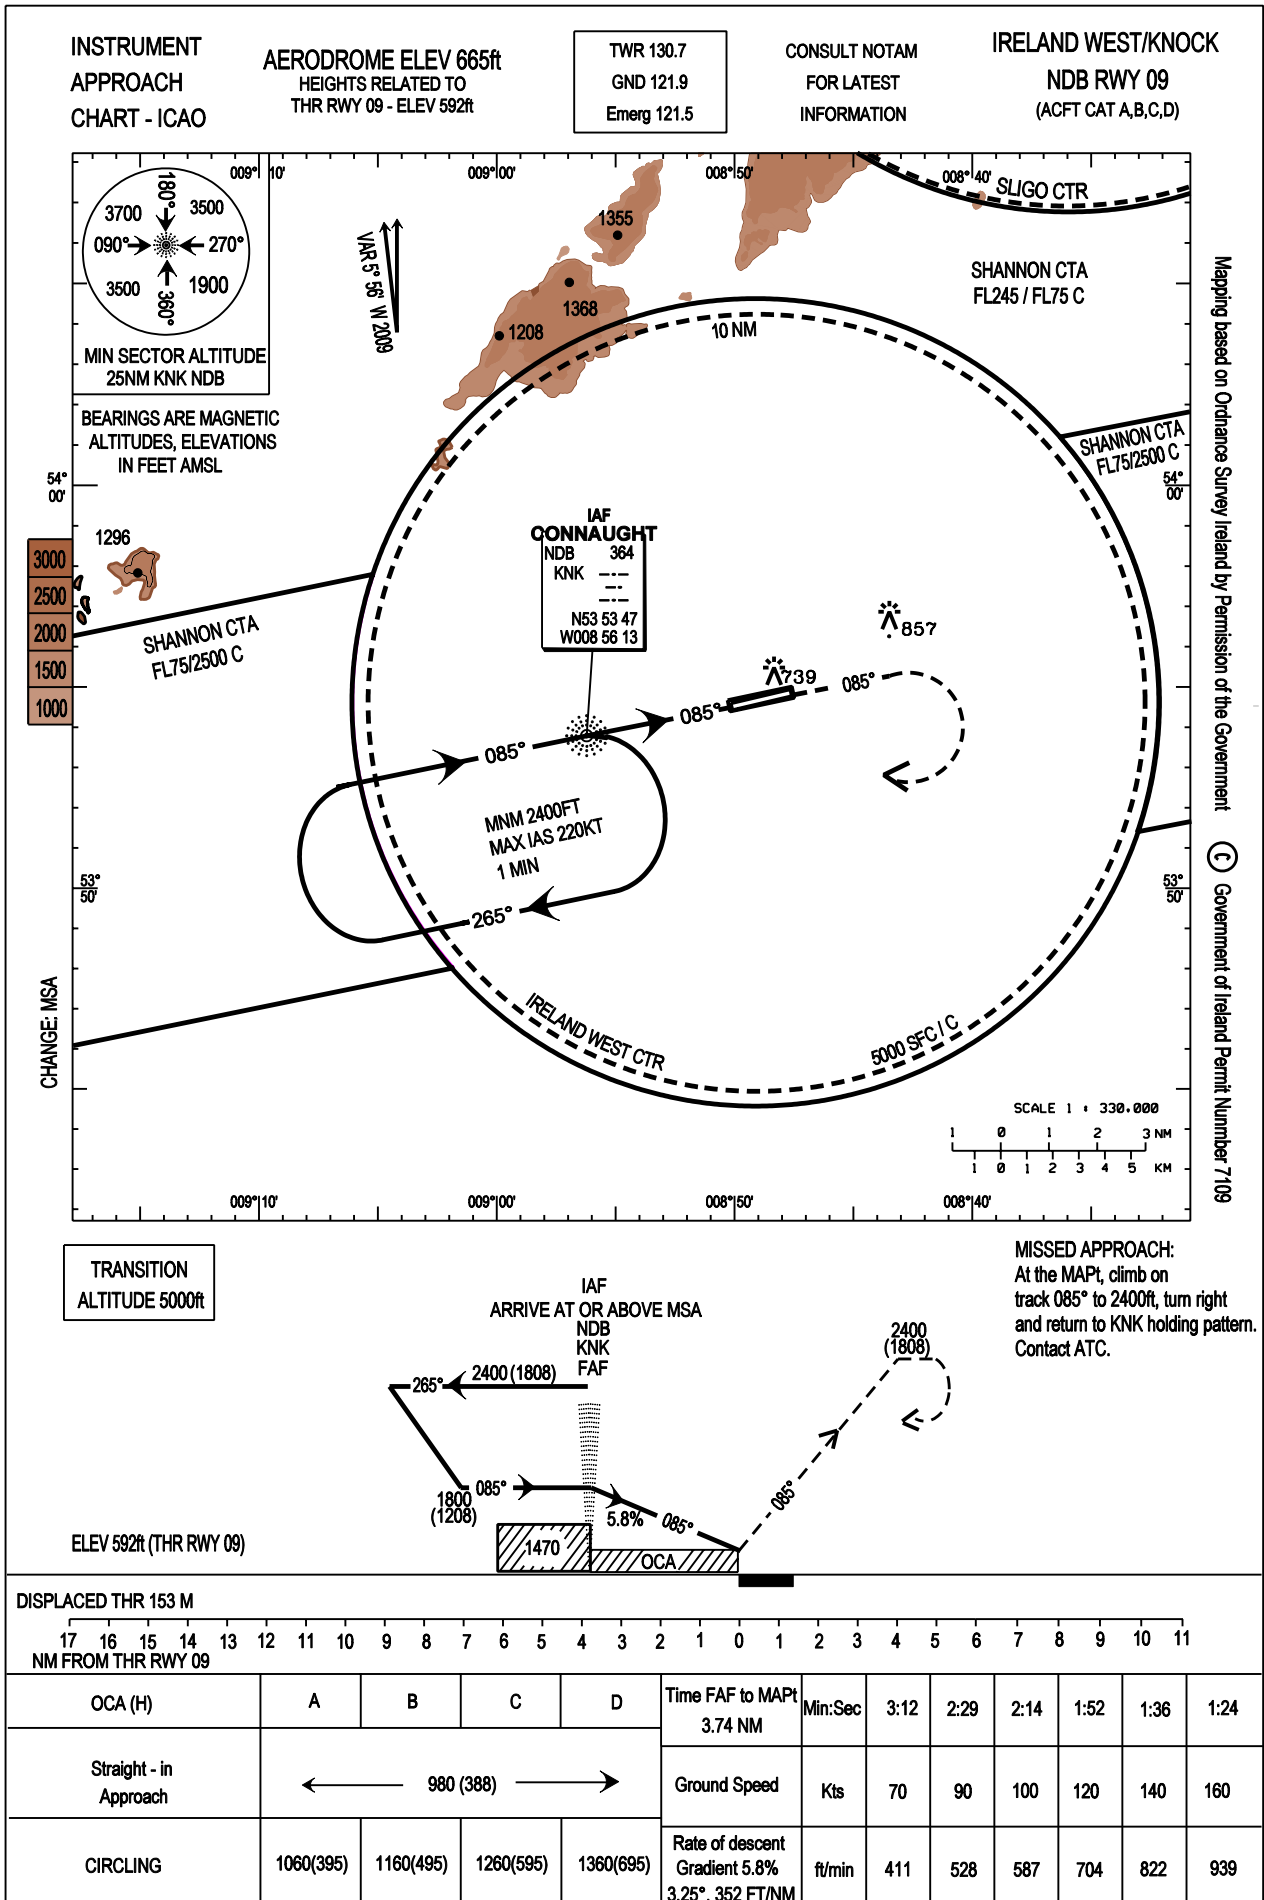 INSTRUMENT
APPROACH
CHART - ICAO
AERODROME ELEV 665ft
HEIGHTS RELATED TO
THR RWY 09 - ELEV 592ft
TWR 130.7
GND 121.9
Emerg 121.5
CONSULT NOTAM
FOR LATEST
INFORMATION
IRELAND WEST/KNOCK
NDB RWY 09
(ACFT CAT A,B,C,D)
009°10'
009°00'
008°50'
008°40'
SLIGO CTR
180°
3700
3500
090°
270°
3500
1900
360°
MIN SECTOR ALTITUDE
25NM KNK NDB
VAR 5° 56' W 2009
1355
1368
1208
10 NM
SHANNON CTA
FL245 / FL75 C
BEARINGS ARE MAGNETIC
ALTITUDES, ELEVATIONS
IN FEET AMSL
SHANNON CTA
FL75/2500 C
54°
00'
54°
00'
1296
3000
2500
2000
1500
1000
SHANNON CTA
FL75/2500 C
IAF
CONNAUGHT
NDB 364
KNK
N53 53 47
W008 56 13
857
739
085°
085°
085°
MNM 2400FT
MAX IAS 220KT
1 MIN
265°
53°
50'
53°
50'
IRELAND WEST CTR
5000 SFC / C
CHANGE: MSA
Mapping based on Ordnance Survey Ireland by Permission of the Government
C Government of Ireland Permit Nunmber 7109
SCALE 1 : 330.000
1 0 1 2 3 NM
1 0 1 2 3 4 5 KM
009°10'
009°00'
008°50'
008°40'
TRANSITION
ALTITUDE 5000ft
IAF
ARRIVE AT OR ABOVE MSA
NDB
KNK
FAF
2400 (1808)
265°
085°
1800
(1208)
5.8%
085°
1470
OCA
085°
2400
(1808)
MISSED APPROACH:
At the MAPt, climb on
track 085° to 2400ft, turn right
and return to KNK holding pattern.
Contact ATC.
ELEV 592ft (THR RWY 09)
DISPLACED THR 153 M
17 16 15 14 13 12 11 10 9 8 7 6 5 4 3 2 1 0 1 2 3 4 5 6 7 8 9 10 11
NM FROM THR RWY 09
OCA (H) A B C D
Time FAF to MAPt
3.74 NM
Min:Sec 3:12 2:29 2:14 1:52 1:36 1:24
Straight - in
Approach
980 (388)
Ground Speed Kts 70 90 100 120 140 160
CIRCLING 1060(395) 1160(495) 1260(595) 1360(695)
Rate of descent
Gradient 5.8%
3.25°, 352 FT/NM
ft/min 411 528 587 704 822 939